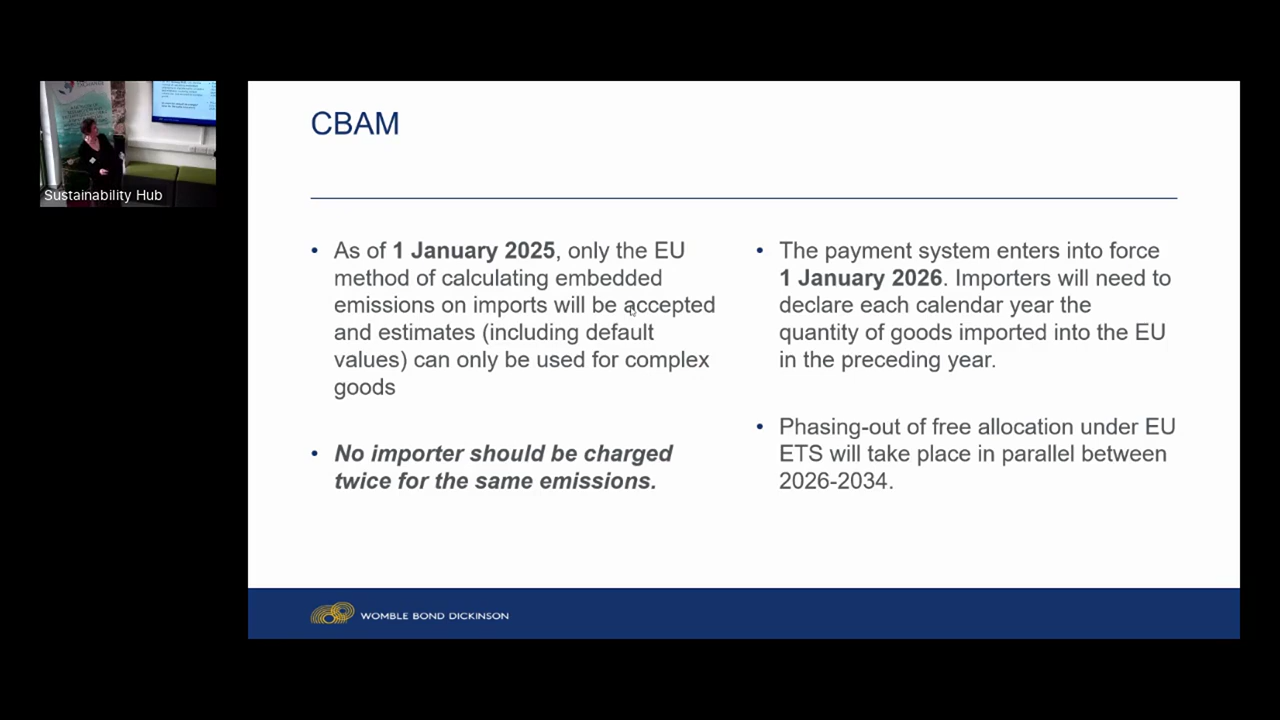 Sustainability Hub
CBAM
• As of 1 January 2025, only the EU
method of calculating embedded
emissions on imports will be accepted
and estimates (including default
values) can only be used for complex
goods
• No importer should be charged
twice for the same emissions.
• The payment system enters into force
1 January 2026. Importers will need to
declare each calendar year the
quantity of goods imported into the EU
in the preceding year.
• Phasing-out of free allocation under EU
ETS will take place in parallel between
2026-2034.
WOMBLE BOND DICKINSON